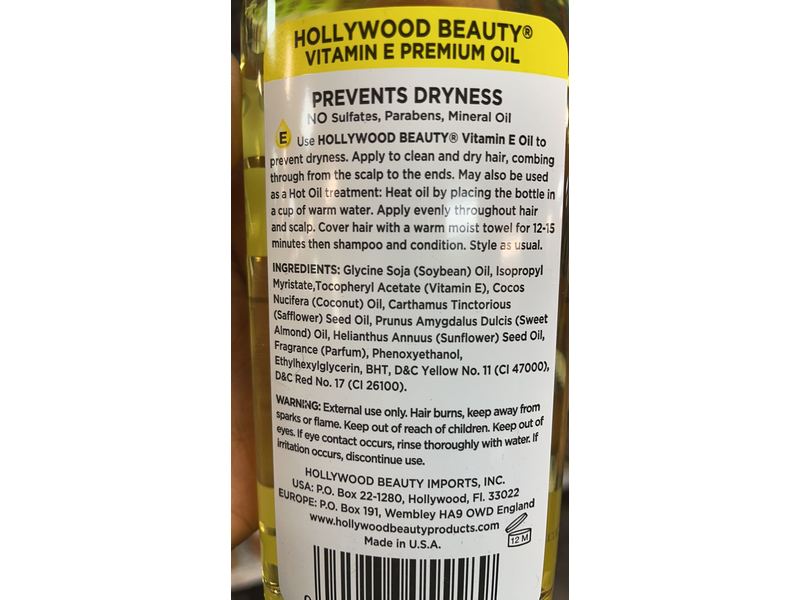 HOLLYWOOD BEAUTY®
VITAMIN E PREMIUM OIL
PREVENTS DRYNESS
NO Sulfates, Parabens, Mineral Oil
E Use HOLLYWOOD BEAUTY® Vitamin E Oil to
prevent dryness. Apply to clean and dry hair, combing
through from the scalp to the ends. May also be used
as a Hot Oil treatment: Heat oil by placing the bottle in
a cup of warm water. Apply evenly throughout hair
and scalp. Cover hair with a warm moist towel for 12-15
minutes then shampoo and condition. Style as usual.
INGREDIENTS: Glycine Soja (Soybean) Oil, Isopropyl
Myristate,Tocopheryl Acetate (Vitamin E), Cocos
Nucifera (Coconut) Oil, Carthamus Tinctorious
(Safflower) Seed Oil, Prunus Amygdalus Dulcis (Sweet
Almond) Oil, Helianthus Annuus (Sunflower) Seed Oil,
Fragrance (Parfum), Phenoxyethanol,
Ethylhexylglycerin, BHT, D&C Yellow No. 11 (CI 47000),
D&C Red No. 17 (CI 26100).
WARNING: External use only. Hair burns, keep away from
sparks or flame. Keep out of reach of children. Keep out of
eyes. If eye contact occurs, rinse thoroughly with water. If
irritation occurs, discontinue use.
HOLLYWOOD BEAUTY IMPORTS, INC.
USA: P.O. Box 22-1280, Hollywood, Fl. 33022
EUROPE: P.O. Box 191, Wembley HA9 OWD England
www.hollywoodbeautyproducts.com
12 M
Made in U.S.A.